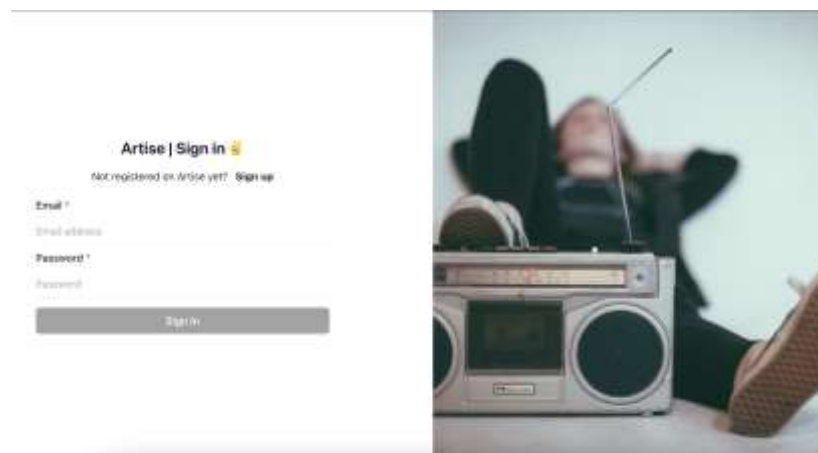 Artise | Sign in ✌️
Not registered on Artise yet? Sign up
Email *
Email address
Password *
Password
Sign in